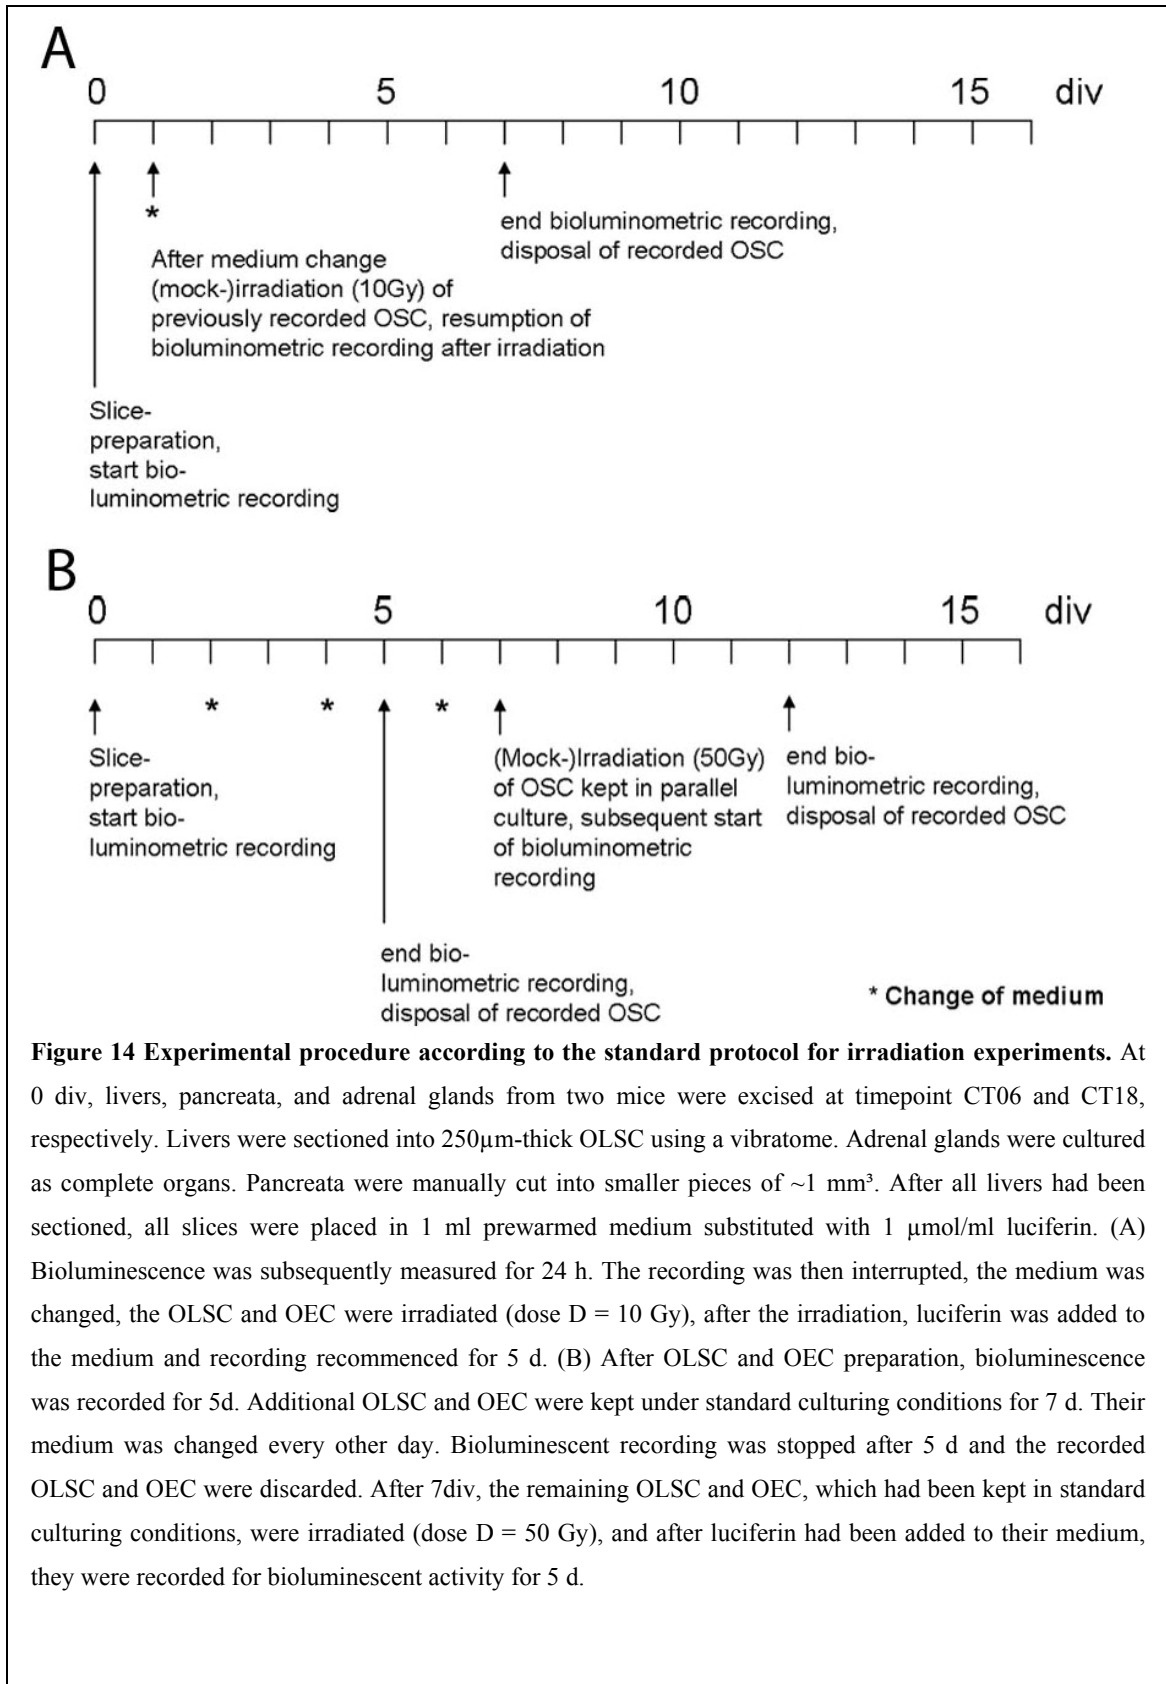 A
0 5 10 15 div
*
end bioluminometric recording,
disposal of recorded OSC
After medium change
(mock-)irradiation (10Gy) of
previously recorded OSC, resumption of
bioluminometric recording after irradiation
Slice-
preparation,
start bio-
luminometric recording
B
0 5 10 15 div
* * *
Slice-
preparation,
start bio-
luminometric recording
(Mock-)Irradiation (50Gy)
of OSC kept in parallel
culture, subsequent start
of bioluminometric
recording
end bio-
luminometric recording,
disposal of recorded OSC
end bio-
luminometric recording,
disposal of recorded OSC
* Change of medium
Figure 14 Experimental procedure according to the standard protocol for irradiation experiments. At
0 div, livers, pancreata, and adrenal glands from two mice were excised at timepoint CT06 and CT18,
respectively. Livers were sectioned into 250µm-thick OLSC using a vibratome. Adrenal glands were cultured
as complete organs. Pancreata were manually cut into smaller pieces of ~1 mm³. After all livers had been
sectioned, all slices were placed in 1 ml prewarmed medium substituted with 1 µmol/ml luciferin. (A)
Bioluminescence was subsequently measured for 24 h. The recording was then interrupted, the medium was
changed, the OLSC and OEC were irradiated (dose D = 10 Gy), after the irradiation, luciferin was added to
the medium and recording recommenced for 5 d. (B) After OLSC and OEC preparation, bioluminescence
was recorded for 5d. Additional OLSC and OEC were kept under standard culturing conditions for 7 d. Their
medium was changed every other day. Bioluminescent recording was stopped after 5 d and the recorded
OLSC and OEC were discarded. After 7div, the remaining OLSC and OEC, which had been kept in standard
culturing conditions, were irradiated (dose D = 50 Gy), and after luciferin had been added to their medium,
they were recorded for bioluminescent activity for 5 d.